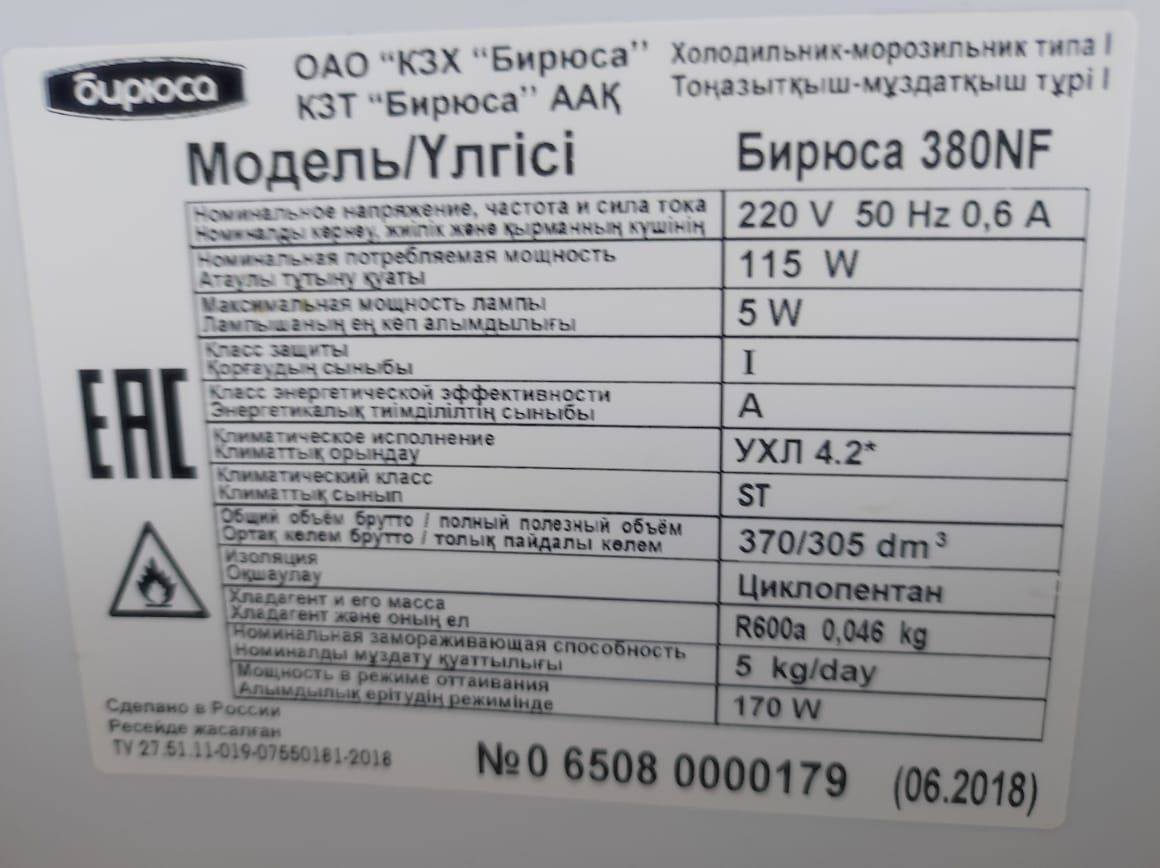 бирюса
ОАО “КЗХ “Бирюса”
КЗТ “Бирюса” ААҚ
Холодильник-морозильник типа I
Тоңазытқыш-мұздатқыш түрі I
Модель/Үлгісі Бирюса 380NF
Номинальное напряжение, частота и сила тока 220 V 50 Hz 0,6 A
Номиналды кернеу, жиілік және қырманның күшінің
Номинальная потребляемая мощность 115 W
Атаулы тұтыну қуаты
Максимальная мощность лампы 5 W
Лампышаның ең көп алымдылығы
Класс защиты I
Қорғаудың сыныбы
Класс энергетической эффективности A
Энергетикалық тиімділілтің сыныбы
Климатическое исполнение УХЛ 4.2*
Климаттық орындау
Климатический класс ST
Климаттық сынып
Общий объём брутто / полный полезный объём 370/305 dm³
Ортақ көлем брутто / толық пайдалы көлем
Изоляция Циклопентан
Оқшаулау
Хладагент и его масса R600a 0,046 kg
Хладагент және оның ел
Номинальная замораживающая способность 5 kg/day
Номиналды мұздату қуаттылығы
Мощность в режиме оттаивания 170 W
Алымдылық ерітудің режимінде
EAC
Сделано в России
Ресейде жасалған
TV 27.51.11-019-07550181-2018
№0 6508 0000179 (06.2018)